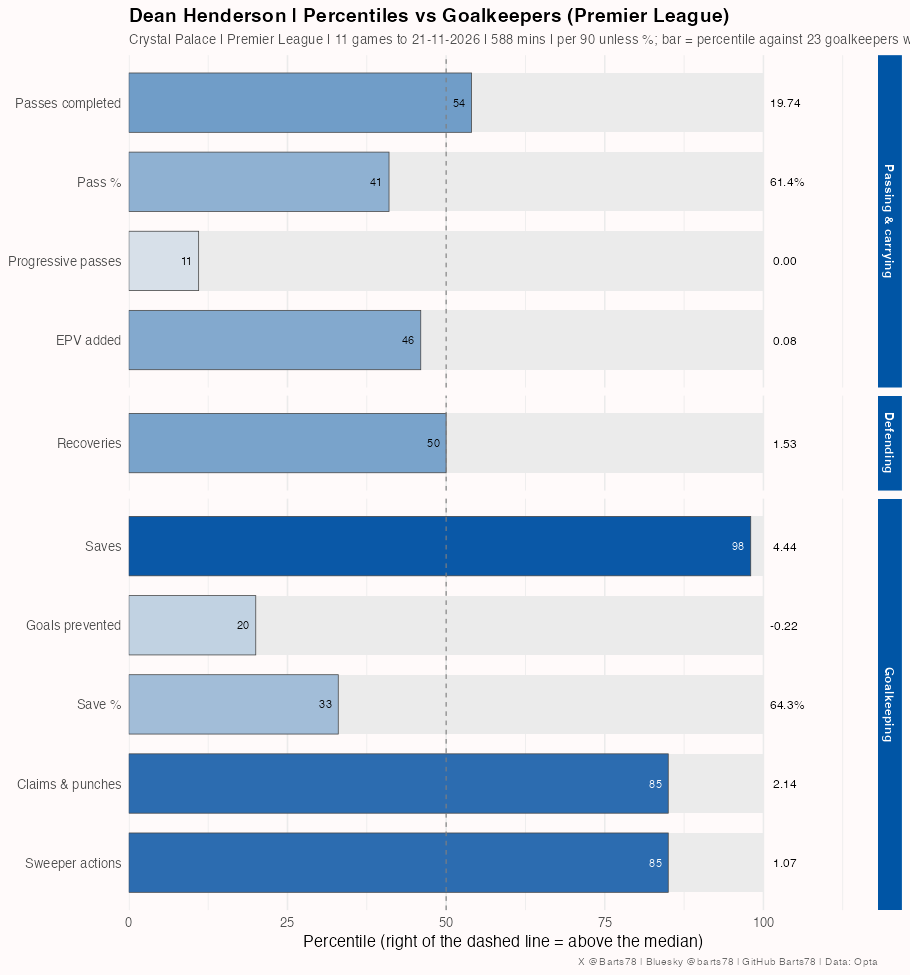 Dean Henderson | Percentiles vs Goalkeepers (Premier League)
Crystal Palace | Premier League | 11 games to 21-11-2026 | 588 mins | per 90 unless %; bar = percentile against 23 goalkeepers
Passes completed 54 19.74
Pass % 41 61.4%
Progressive passes 11 0.00
EPV added 46 0.08
Passing & carrying
Recoveries 50 1.53
Defending
Saves 98 4.44
Goals prevented 20 -0.22
Save % 33 64.3%
Claims & punches 85 2.14
Sweeper actions 85 1.07
Goalkeeping
0 25 50 75 100
Percentile (right of the dashed line = above the median)
X @Barts78 | Bluesky @barts78 | GitHub Barts78 | Data: Opta